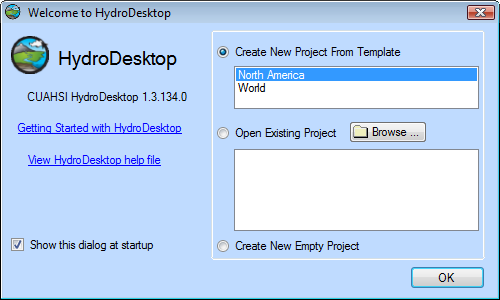 Welcome to HydroDesktop
HydroDesktop
CUAHSI HydroDesktop 1.3.134.0
Getting Started with HydroDesktop
View HydroDesktop help file
Show this dialog at startup
Create New Project From Template
North America
World
Open Existing Project
Browse ...
Create New Empty Project
OK